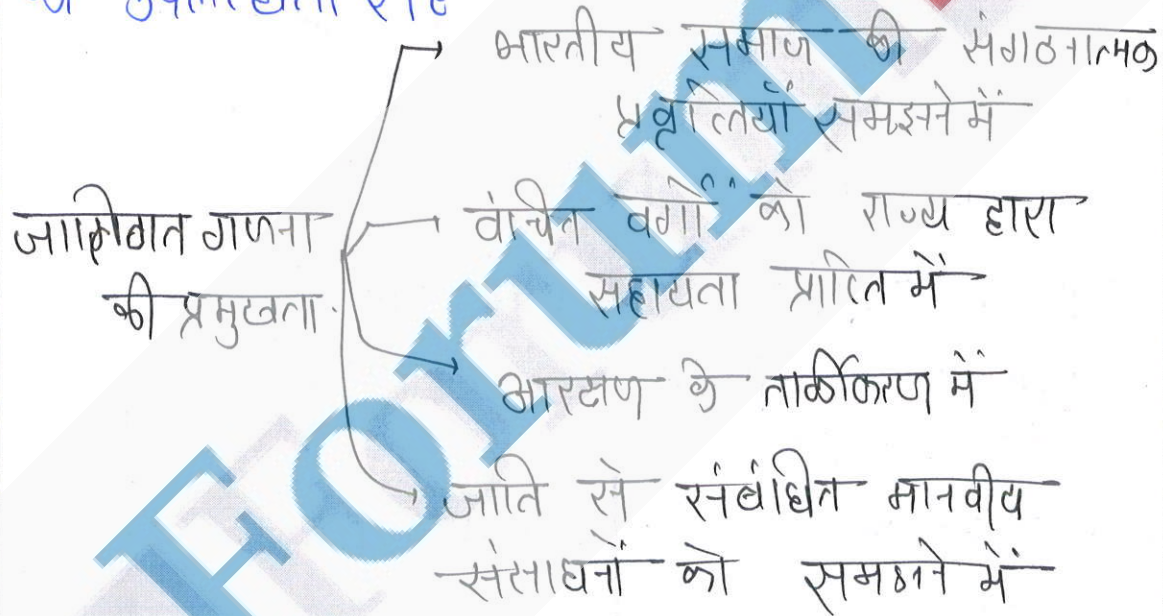 भारतीय समाज की संगठनात्मक
प्रवृत्तियाँ समझने में
जातिगत गणना
की प्रमुखता
वंचित वर्गों को राज्य द्वारा
सहायता प्राप्ति में
आरक्षण के तार्कीकरण में
जाति से संबंधित मानवीय
संसाधनों को समझने में
Forum